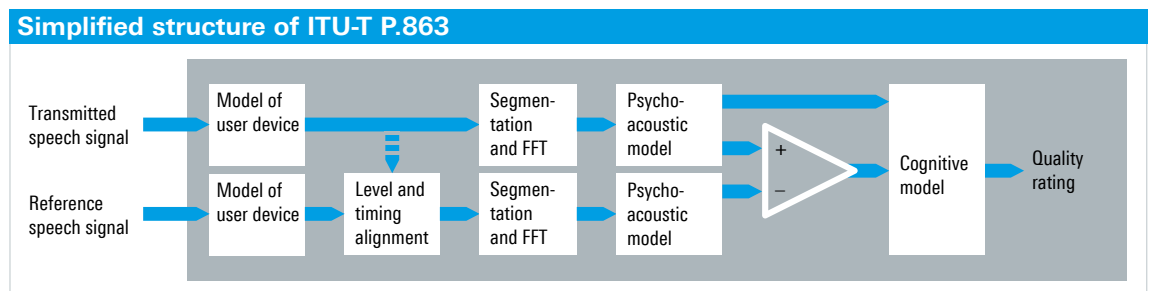 Simplified structure of ITU-T P.863
Transmitted
speech signal
Model of
user device
Segmen-
tation
and FFT
Psycho-
acoustic
model
+
–
Cognitive
model
Quality
rating
Reference
speech signal
Model of
user device
Level and
timing
alignment
Segmen-
tation
and FFT
Psycho-
acoustic
model